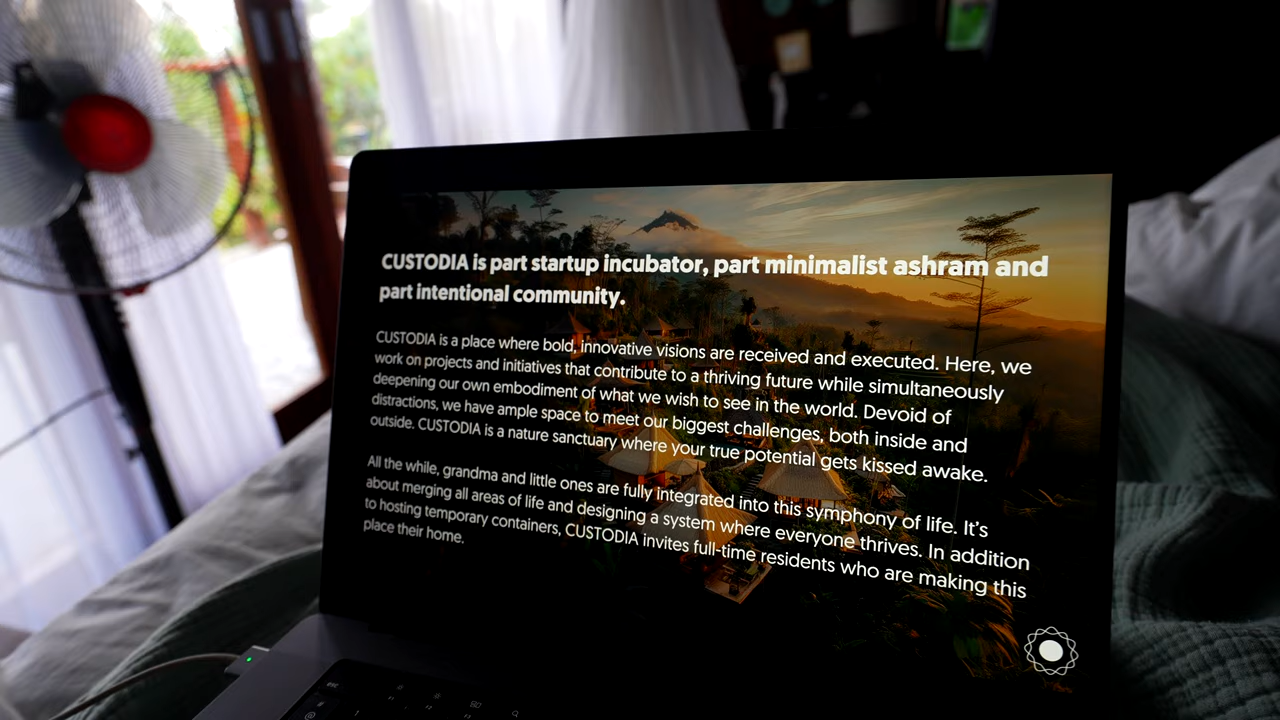 CUSTODIA is part startup incubator, part minimalist ashram and
part intentional community.
CUSTODIA is a place where bold, innovative visions are received and executed. Here, we
work on projects and initiatives that contribute to a thriving future while simultaneously
deepening our own embodiment of what we wish to see in the world. Devoid of
distractions, we have ample space to meet our biggest challenges, both inside and
outside. CUSTODIA is a nature sanctuary where your true potential gets kissed awake.
All the while, grandma and little ones are fully integrated into this symphony of life. It's
about merging all areas of life and designing a system where everyone thrives. In addition
to hosting temporary containers, CUSTODIA invites full-time residents who are making this
place their home.